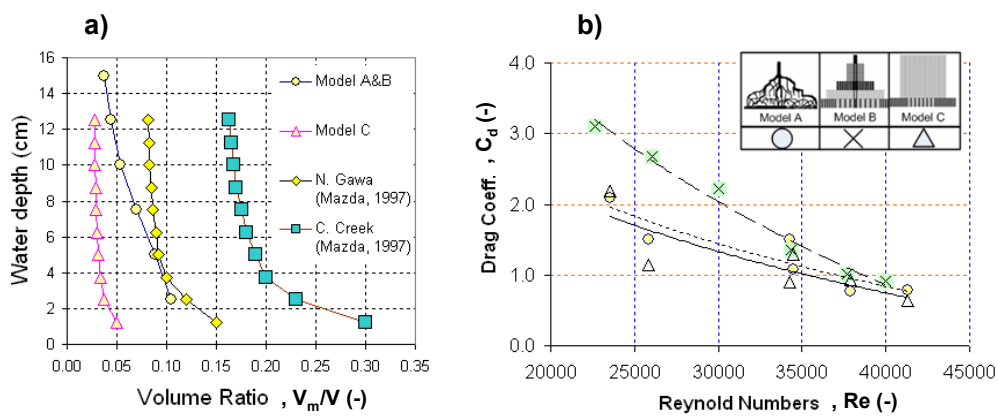 a)
Water depth (cm)
16
14
12
10
8
6
4
2
0
0.00 0.05 0.10 0.15 0.20 0.25 0.30 0.35
Volume Ratio , Vm/V (-)
Model A&B
Model C
N. Gawa
(Mazda, 1997)
C. Creek
(Mazda, 1997)
b)
Drag Coeff. , Cd (-)
4.0
3.0
2.0
1.0
0.0
20000 25000 30000 35000 40000 45000
Reynold Numbers , Re (-)
Model A Model B Model C